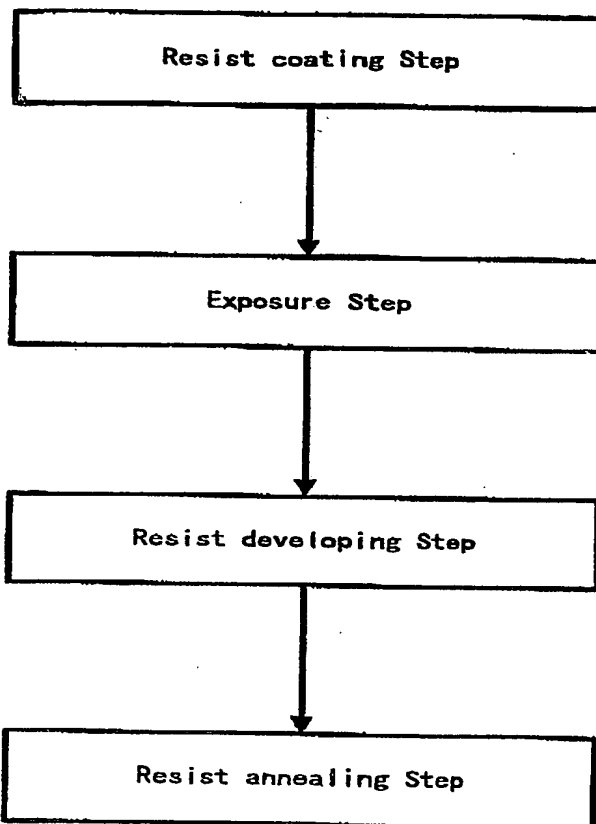 Resist coating Step
Exposure Step
Resist developing Step
Resist annealing Step